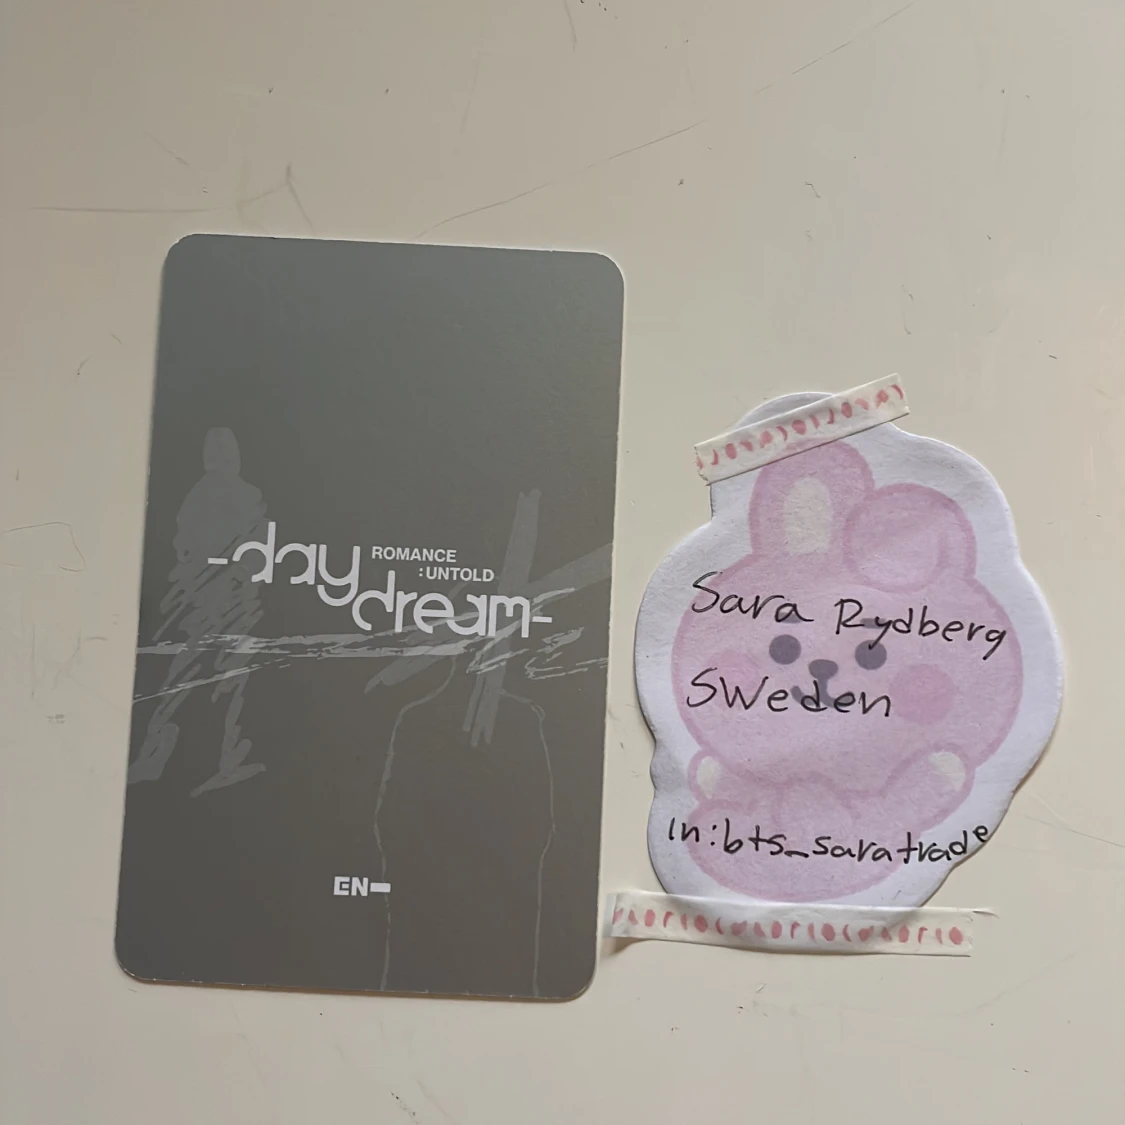 -day
ROMANCE
:UNTOLD
dream-
EN-
Sara Rydberg
Sweden
In:bts_saratrade